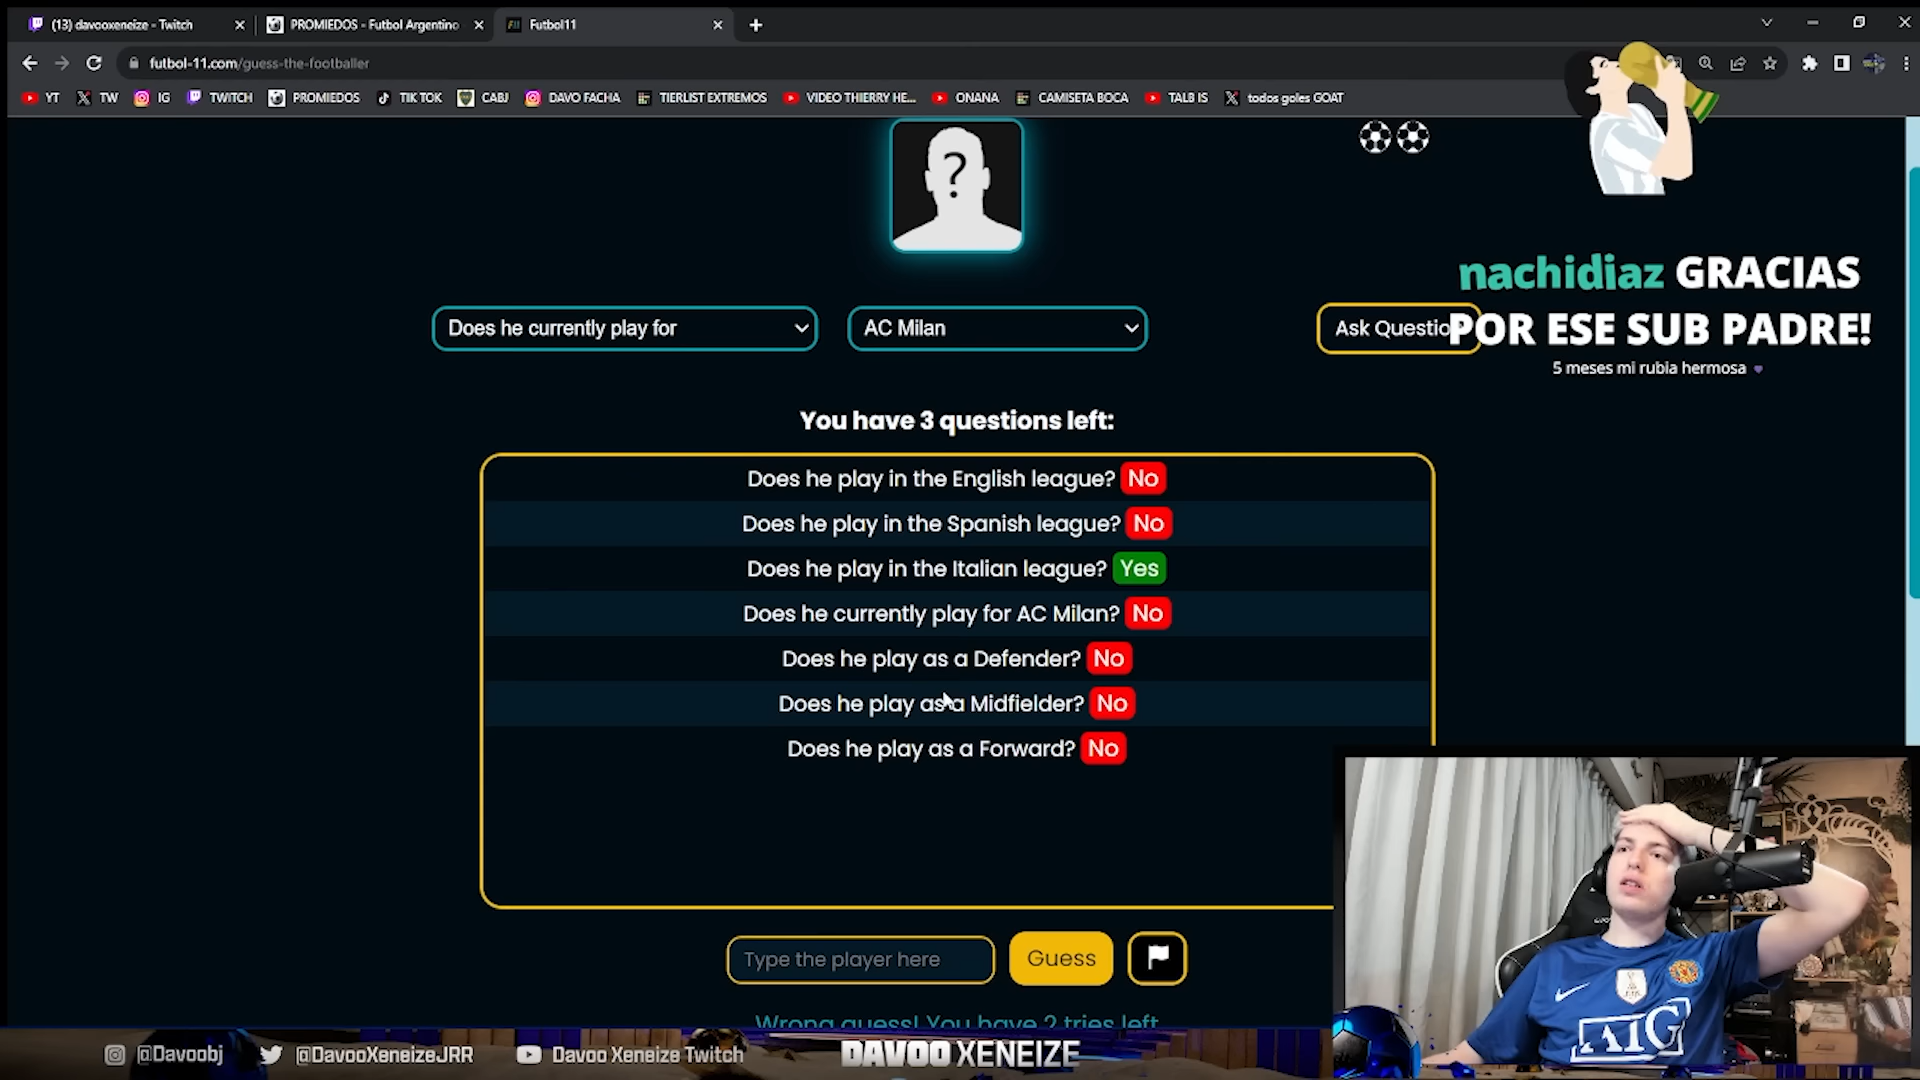 (13) davooxeneize - Twitch
PROMIEDOS - Futbol Argentino
Futbol11
futbol-11.com/guess-the-footballer
YT
TW
IG
TWITCH
PROMIEDOS
TIK TOK
CABJ
DAVO FACHA
TIERLIST EXTREMOS
VIDEO THIERRY HE...
ONANA
CAMISETA BOCA
TALB IS
todos goles GOAT
?
nachidiaz GRACIAS
POR ESE SUB PADRE!
5 meses mi rubia hermosa
Does he currently play for
AC Milan
Ask Questio
You have 3 questions left:
Does he play in the English league? No
Does he play in the Spanish league? No
Does he play in the Italian league? Yes
Does he currently play for AC Milan? No
Does he play as a Defender? No
Does he play as a Midfielder? No
Does he play as a Forward? No
Type the player here
Guess
Wrong guess! You have 2 tries left
AIG
@Davoobj
@DavooXeneizeJRR
Davoo Xeneize Twitch
DAVOO XENEIZE